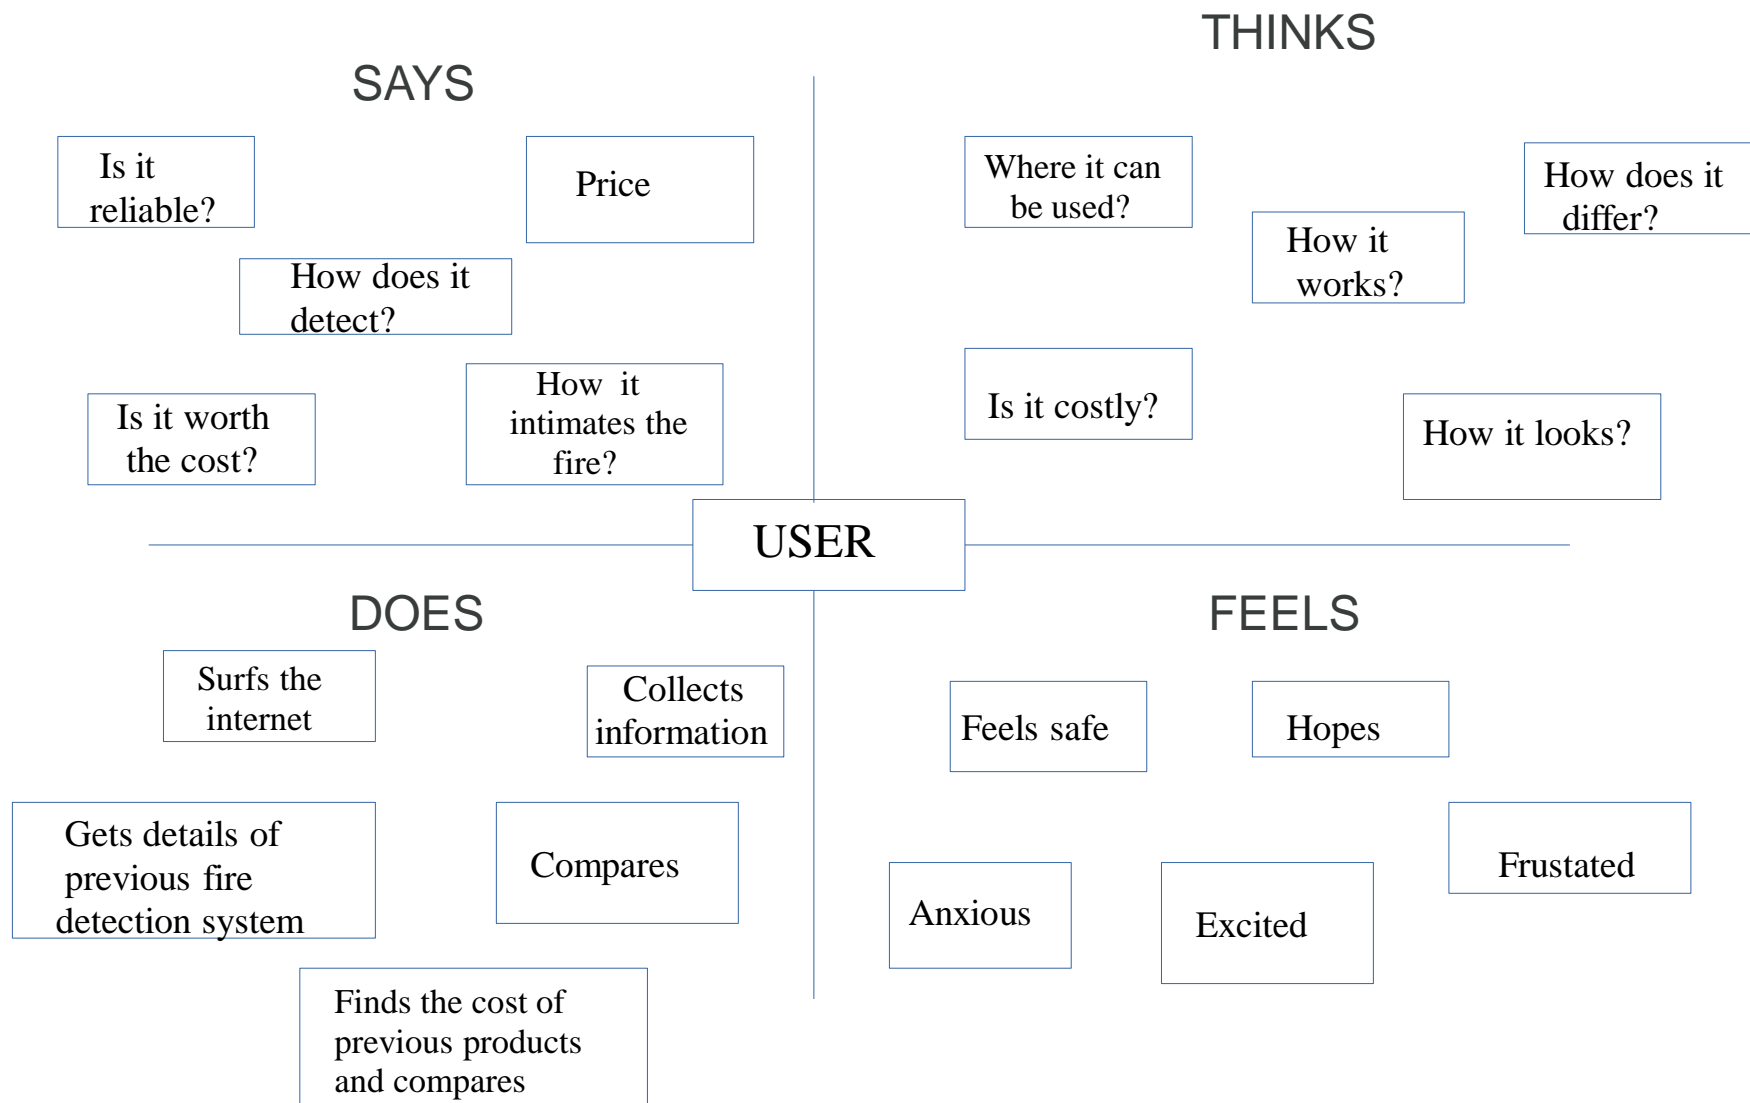 SAYS
Is it
reliable?
Price
How does it
detect?
Is it worth
the cost?
How it
intimates the
fire?
THINKS
Where it can
be used?
How it
works?
How does it
differ?
Is it costly?
How it looks?
USER
DOES
Surfs the
internet
Collects
information
Gets details of
previous fire
detection system
Compares
Finds the cost of
previous products
and compares
FEELS
Feels safe
Hopes
Frustated
Anxious
Excited